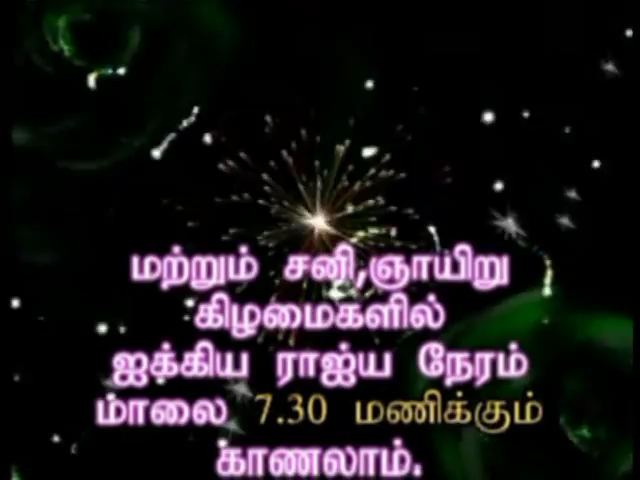 மற்றும் சனி,ஞாயிறு
கிழமைகளில்
ஐக்கிய ராஜ்ய நேரம்
மாலை 7.30 மணிக்கும்
காணலாம்.